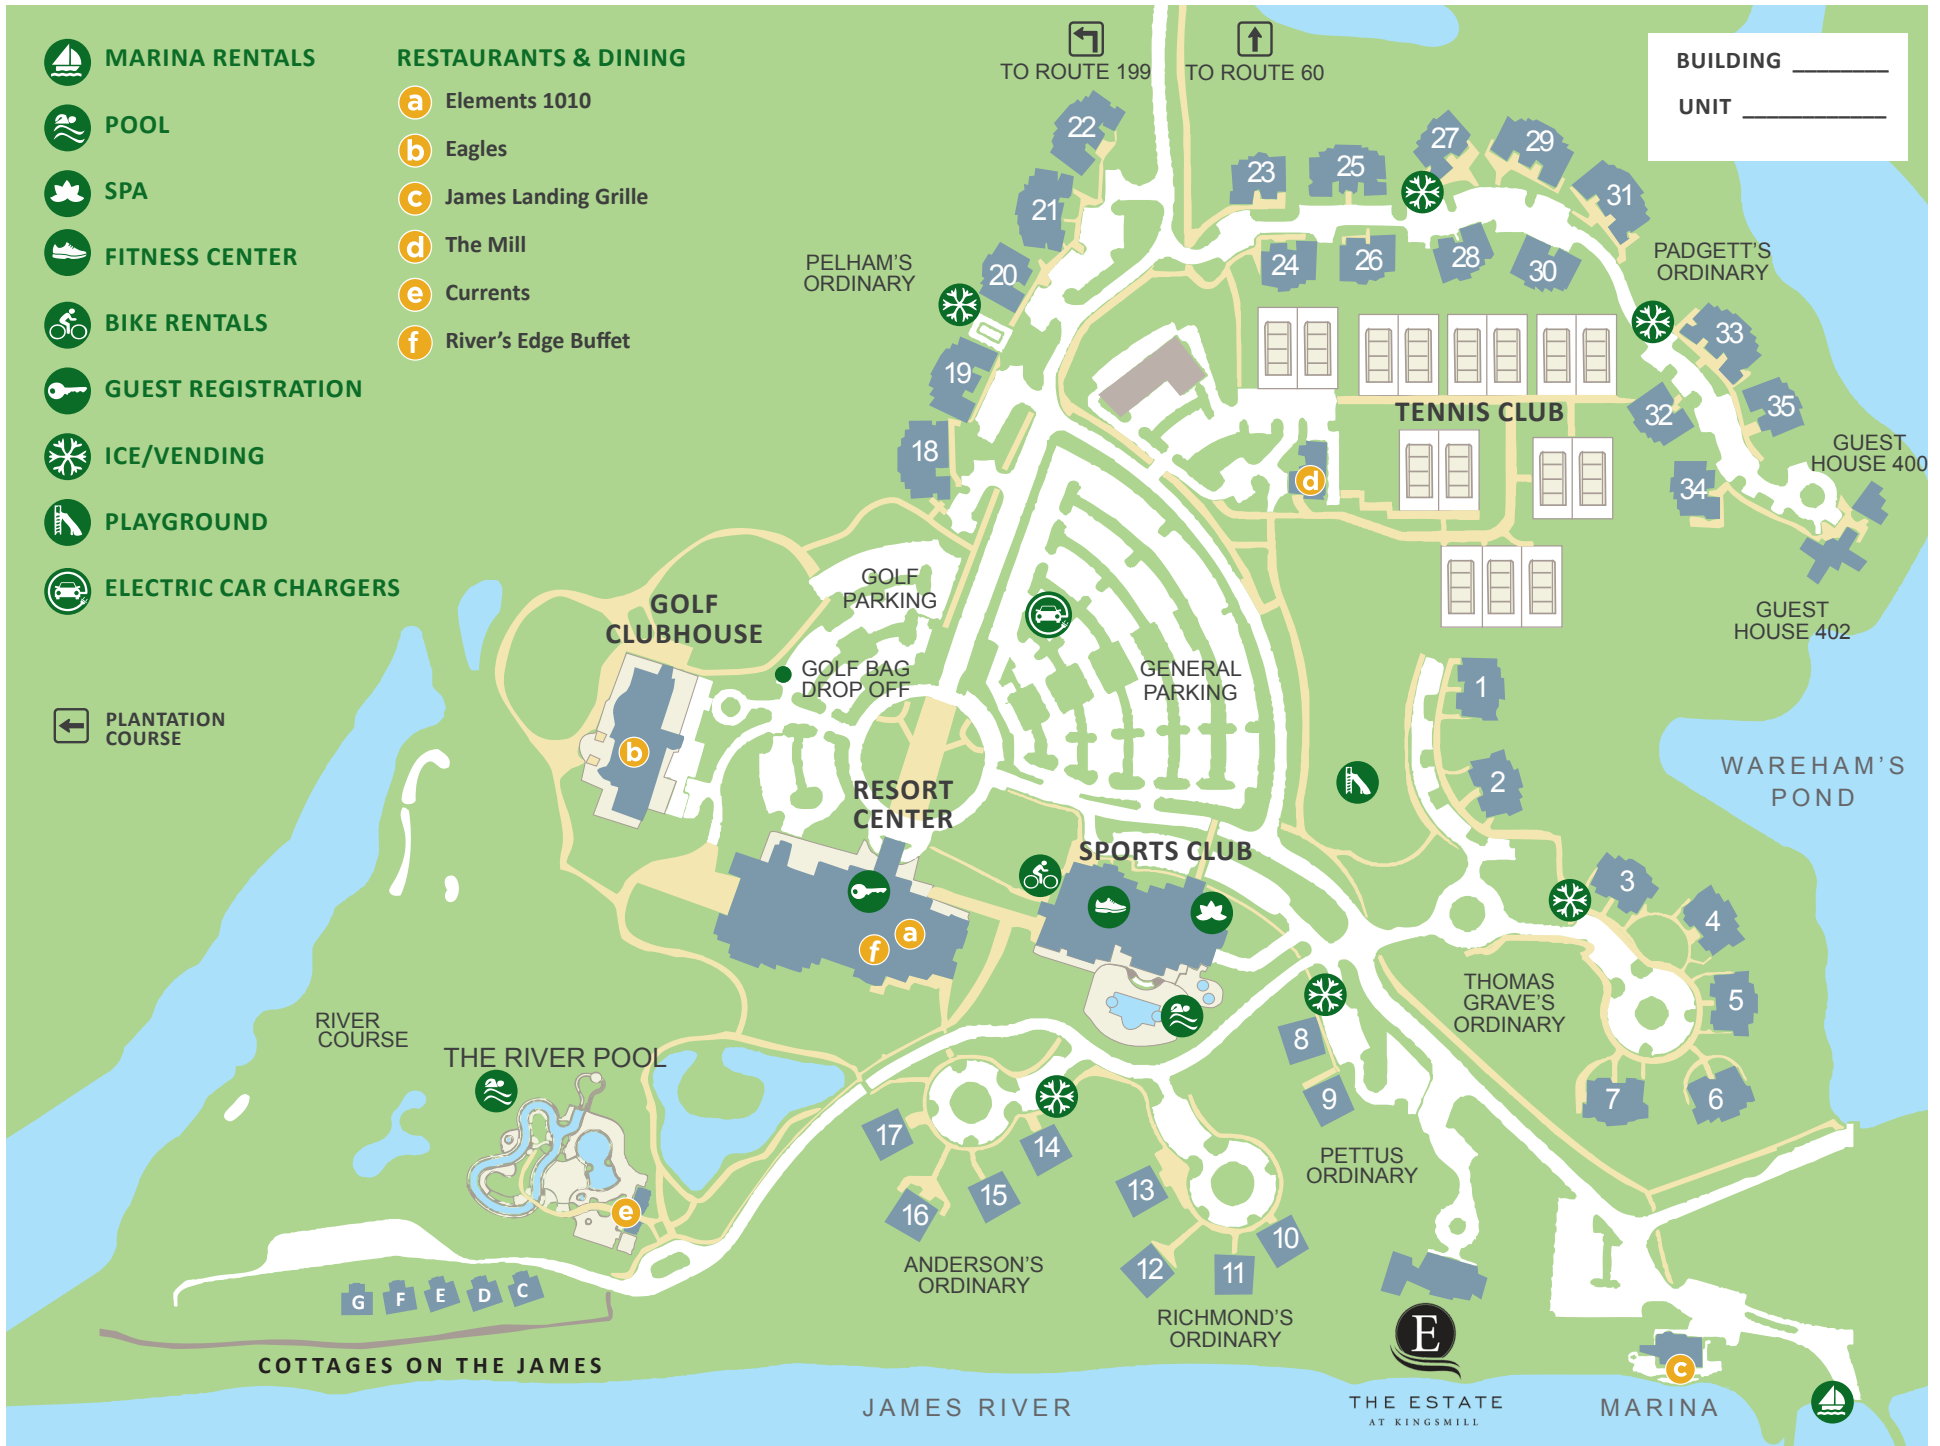 MARINA RENTALS
POOL
SPA
FITNESS CENTER
BIKE RENTALS
GUEST REGISTRATION
ICE/VENDING
PLAYGROUND
ELECTRIC CAR CHARGERS
PLANTATION
COURSE
RESTAURANTS & DINING
a Elements 1010
b Eagles
c James Landing Grille
d The Mill
e Currents
f River's Edge Buffet
TO ROUTE 199
TO ROUTE 60
BUILDING ________
UNIT ____________
22
21
20
19
18
PELHAM'S
ORDINARY
23
25
27
29
31
24
26
28
30
PADGETT'S
ORDINARY
33
32
35
34
GUEST
HOUSE 400
GUEST
HOUSE 402
TENNIS CLUB
d
GOLF
PARKING
GOLF
CLUBHOUSE
GOLF BAG
DROP OFF
GENERAL
PARKING
b
RESORT
CENTER
a
f
SPORTS CLUB
1
2
WAREHAM'S
POND
3
4
5
6
7
THOMAS
GRAVE'S
ORDINARY
8
9
PETTUS
ORDINARY
RIVER
COURSE
THE RIVER POOL
e
17
14
15
16
ANDERSON'S
ORDINARY
13
12
11
10
RICHMOND'S
ORDINARY
G
F
E
D
C
COTTAGES ON THE JAMES
JAMES RIVER
E
THE ESTATE
AT KINGSMILL
MARINA
c